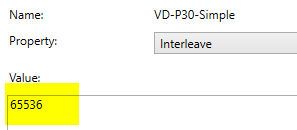 Name: VD-P30-Simple
Property: Interleave
Value:
65536